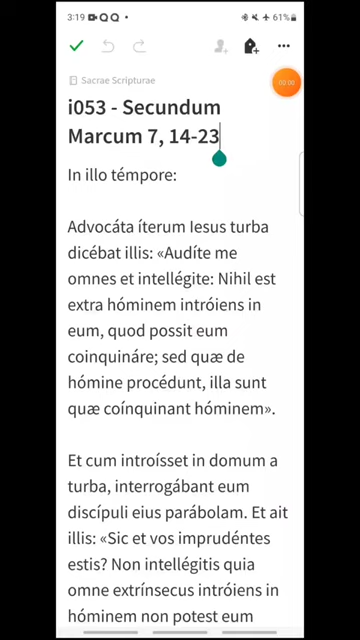 3:19
61%
Sacrae Scripturae
00:00
i053 - Secundum
Marcum 7, 14-23
In illo témpore:
Advocáta íterum Iesus turba
dicébat illis: «Audíte me
omnes et intellégite: Nihil est
extra hóminem intróiens in
eum, quod possit eum
coinquináre; sed quæ de
hómine procédunt, illa sunt
quæ coínquinant hóminem».
Et cum introísset in domum a
turba, interrogábant eum
discípuli eius parábolam. Et ait
illis: «Sic et vos imprudéntes
estis? Non intellégitis quia
omne extrínsecus intróiens in
hóminem non potest eum